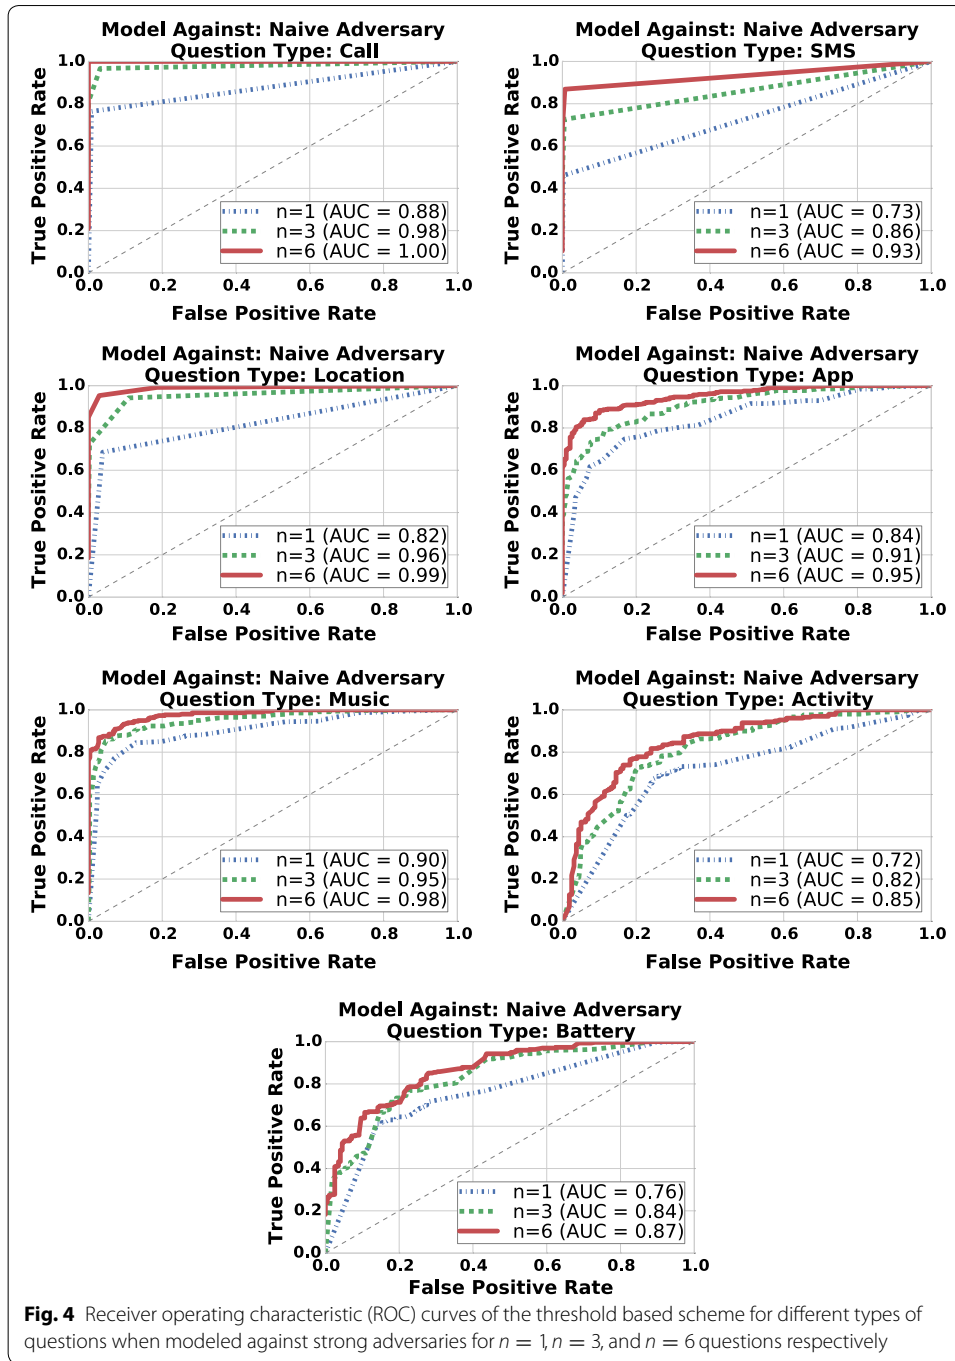 Model Against: Naive Adversary
Question Type: Call
True Positive Rate
1.0
0.8
0.6
0.4
0.2
0.0
n=1 (AUC = 0.88)
n=3 (AUC = 0.98)
n=6 (AUC = 1.00)
0.0 0.2 0.4 0.6 0.8 1.0
False Positive Rate
Model Against: Naive Adversary
Question Type: SMS
True Positive Rate
1.0
0.8
0.6
0.4
0.2
0.0
n=1 (AUC = 0.73)
n=3 (AUC = 0.86)
n=6 (AUC = 0.93)
0.0 0.2 0.4 0.6 0.8 1.0
False Positive Rate
Model Against: Naive Adversary
Question Type: Location
True Positive Rate
1.0
0.8
0.6
0.4
0.2
0.0
n=1 (AUC = 0.82)
n=3 (AUC = 0.96)
n=6 (AUC = 0.99)
0.0 0.2 0.4 0.6 0.8 1.0
False Positive Rate
Model Against: Naive Adversary
Question Type: App
True Positive Rate
1.0
0.8
0.6
0.4
0.2
0.0
n=1 (AUC = 0.84)
n=3 (AUC = 0.91)
n=6 (AUC = 0.95)
0.0 0.2 0.4 0.6 0.8 1.0
False Positive Rate
Model Against: Naive Adversary
Question Type: Music
True Positive Rate
1.0
0.8
0.6
0.4
0.2
0.0
n=1 (AUC = 0.90)
n=3 (AUC = 0.95)
n=6 (AUC = 0.98)
0.0 0.2 0.4 0.6 0.8 1.0
False Positive Rate
Model Against: Naive Adversary
Question Type: Activity
True Positive Rate
1.0
0.8
0.6
0.4
0.2
0.0
n=1 (AUC = 0.72)
n=3 (AUC = 0.82)
n=6 (AUC = 0.85)
0.0 0.2 0.4 0.6 0.8 1.0
False Positive Rate
Model Against: Naive Adversary
Question Type: Battery
True Positive Rate
1.0
0.8
0.6
0.4
0.2
0.0
n=1 (AUC = 0.76)
n=3 (AUC = 0.84)
n=6 (AUC = 0.87)
0.0 0.2 0.4 0.6 0.8 1.0
False Positive Rate
Fig. 4 Receiver operating characteristic (ROC) curves of the threshold based scheme for different types of
questions when modeled against strong adversaries for n = 1, n = 3, and n = 6 questions respectively